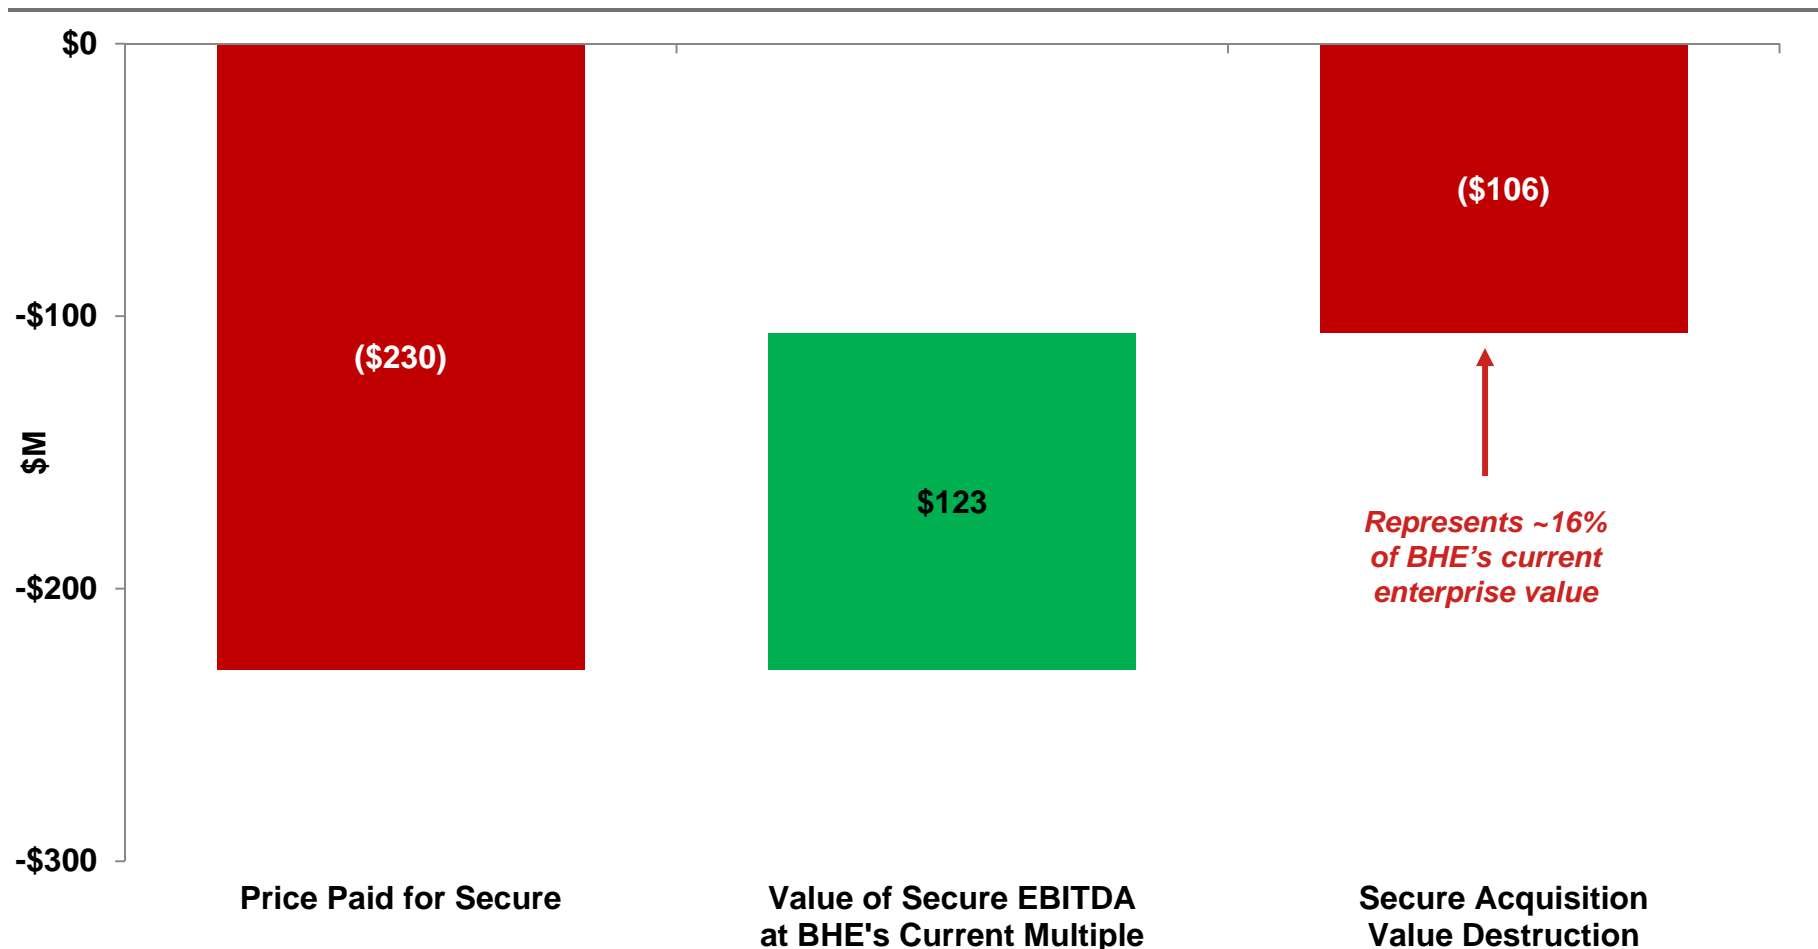 $0
-$100
-$200
-$300
$M
($230)
$123
($106)
Represents ~16%
of BHE’s current
enterprise value
Price Paid for Secure
Value of Secure EBITDA
at BHE's Current Multiple
Secure Acquisition
Value Destruction